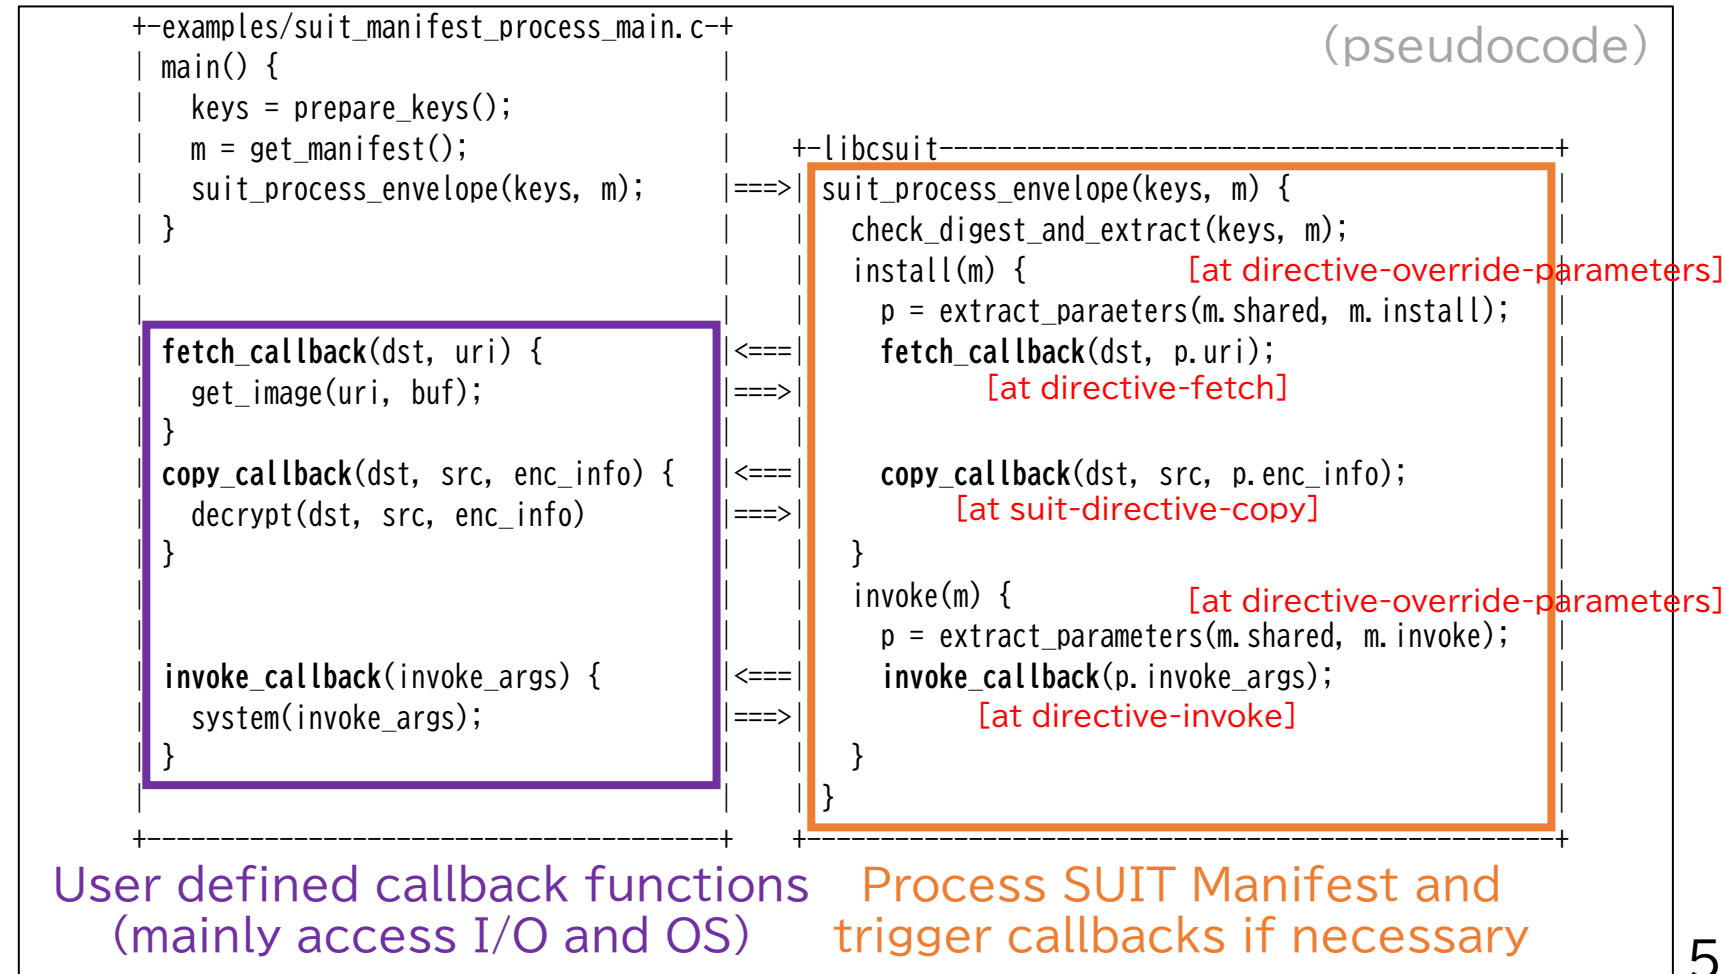 (pseudocode)
+-examples/suit_manifest_process_main.c-+
| main() { |
| keys = prepare_keys(); |
| m = get_manifest(); | +-libcsuit------------------------------------------+
| suit_process_envelope(keys, m); |===>| suit_process_envelope(keys, m) { |
| } | | check_digest_and_extract(keys, m); |
| | | install(m) { [at directive-override-parameters]
| | | p = extract_paraeters(m.shared, m.install); |
| fetch_callback(dst, uri) { |<===| fetch_callback(dst, p.uri); |
| get_image(uri, buf); |===>| [at directive-fetch] |
| } | | |
| copy_callback(dst, src, enc_info) { |<===| copy_callback(dst, src, p.enc_info); |
| decrypt(dst, src, enc_info) |===>| [at suit-directive-copy] |
| } | | } |
| | | invoke(m) { [at directive-override-parameters]
| | | p = extract_parameters(m.shared, m.invoke); |
| invoke_callback(invoke_args) { |<===| invoke_callback(p.invoke_args); |
| system(invoke_args); |===>| [at directive-invoke] |
| } | | } |
| | | } |
+---------------------------------------+ +---------------------------------------------------+
User defined callback functions
(mainly access I/O and OS)
Process SUIT Manifest and
trigger callbacks if necessary
5